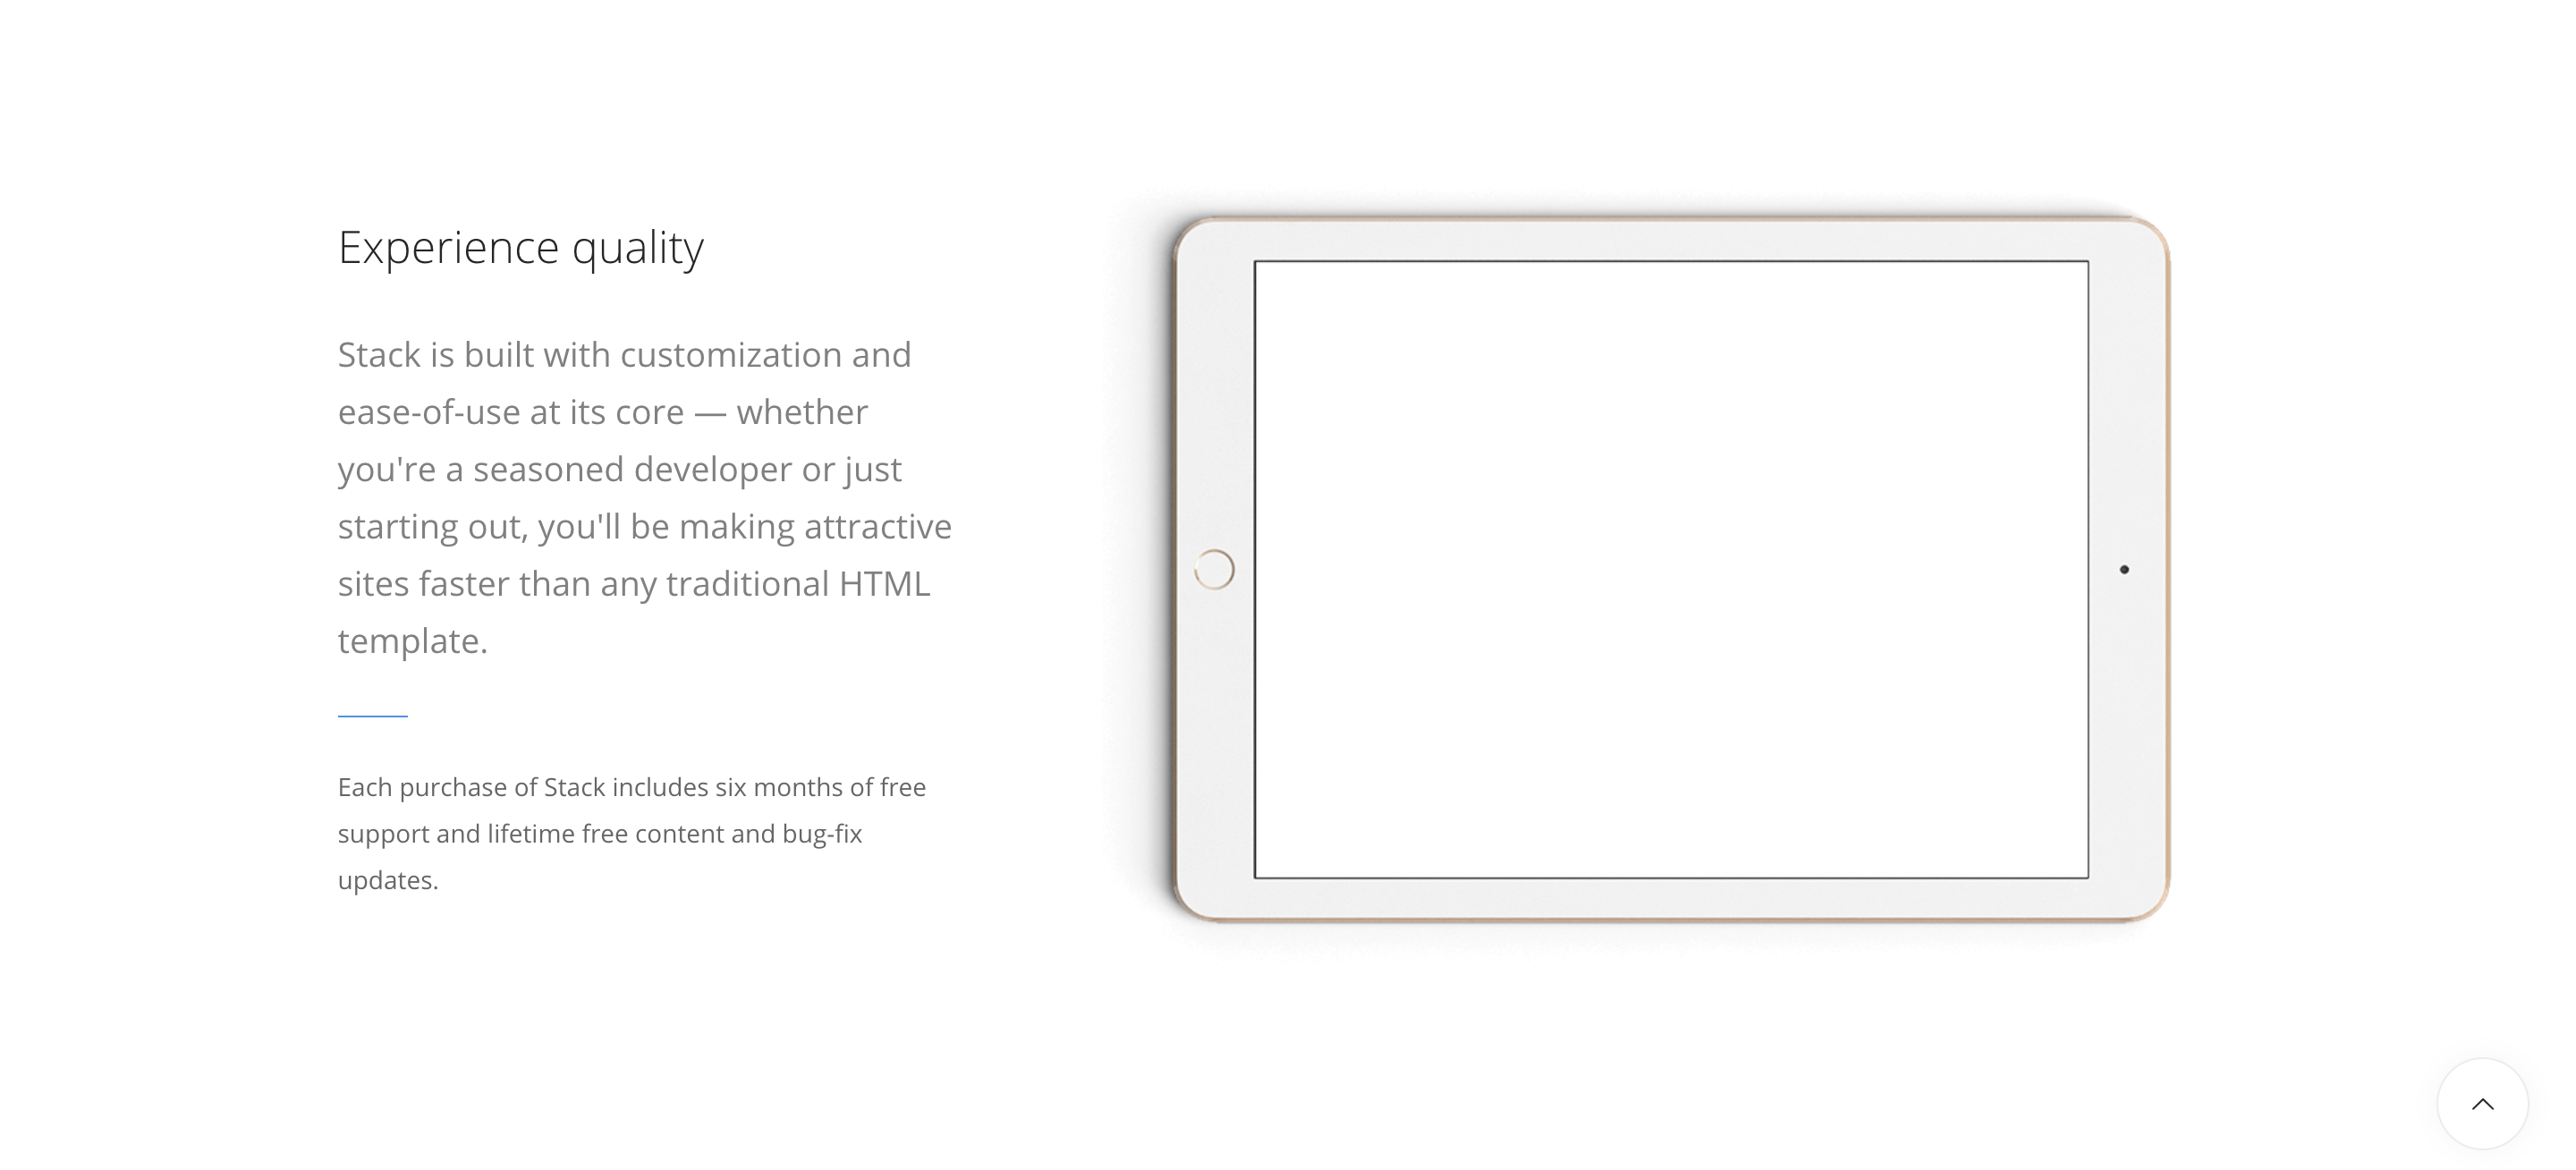 Experience quality
Stack is built with customization and
ease-of-use at its core — whether
you're a seasoned developer or just
starting out, you'll be making attractive
sites faster than any traditional HTML
template.
Each purchase of Stack includes six months of free
support and lifetime free content and bug-fix
updates.